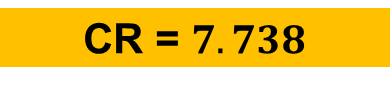 CR = 7.738